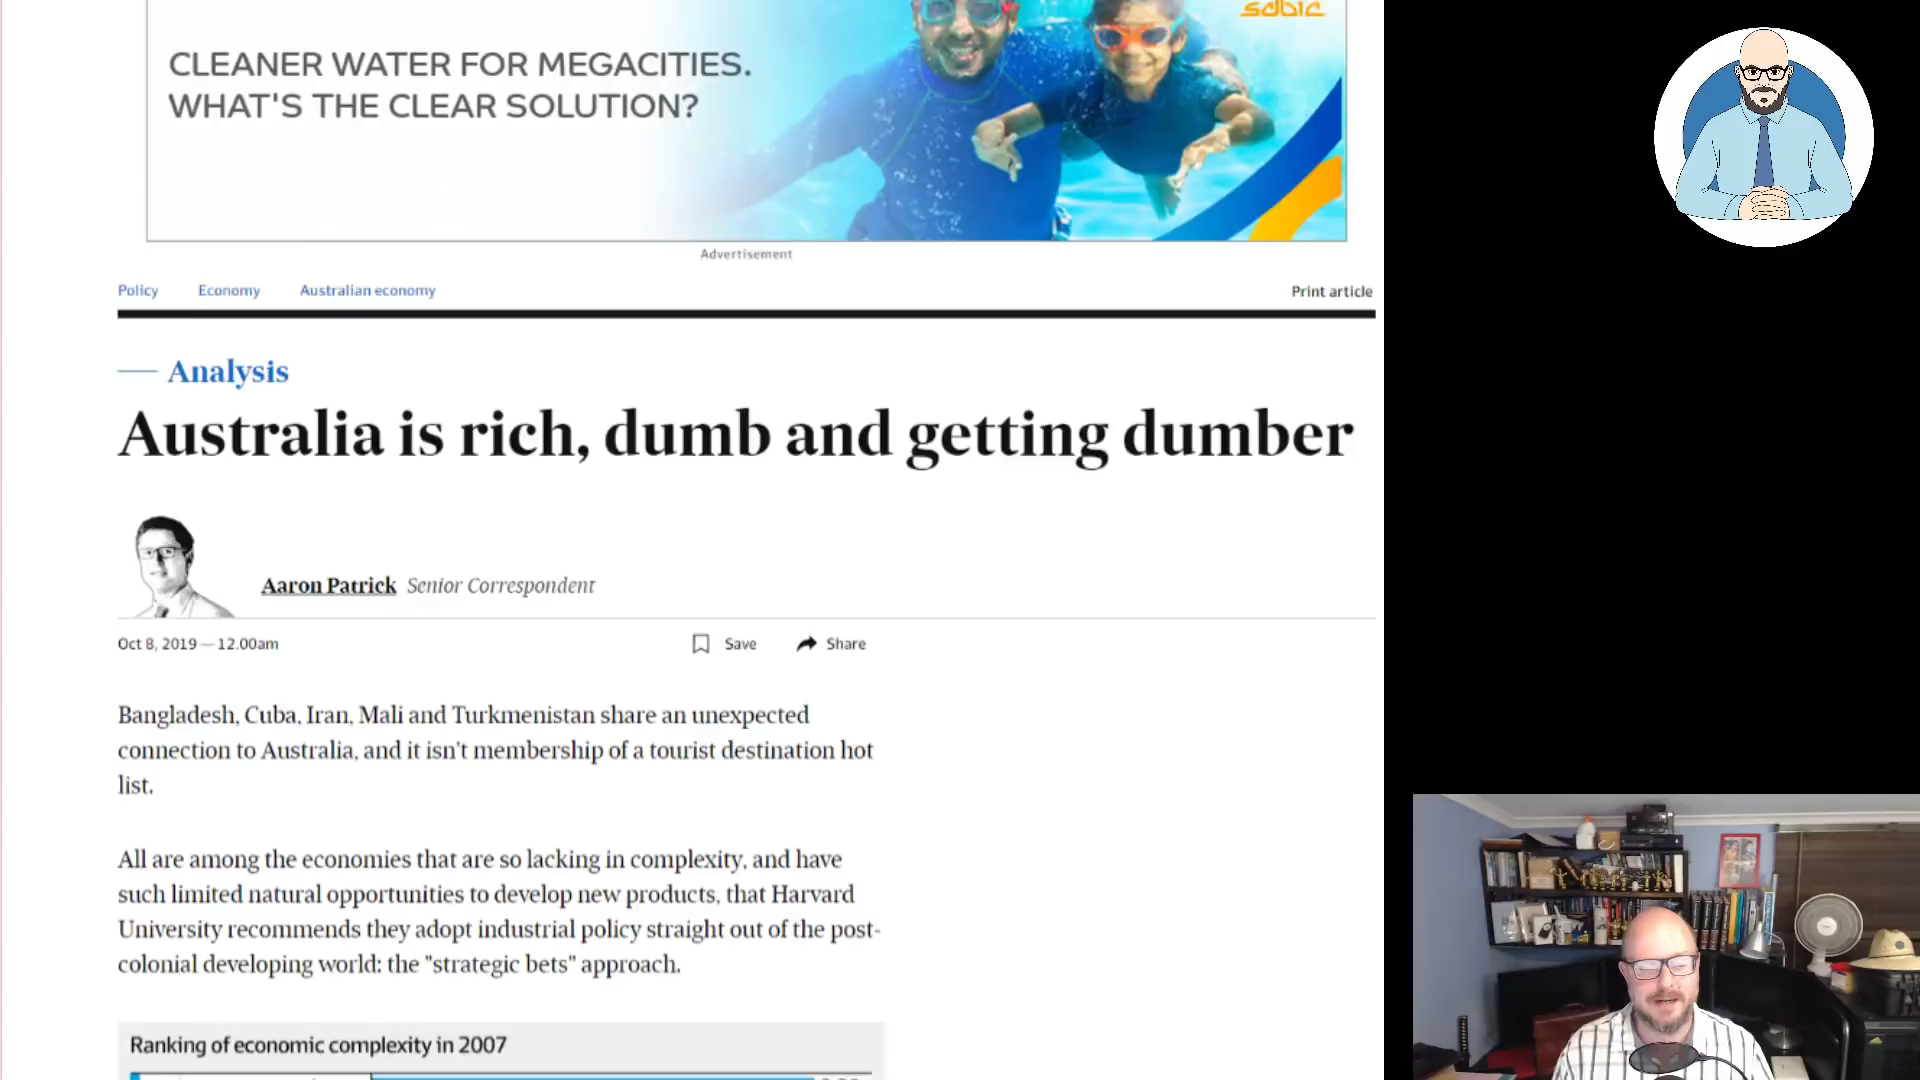 sabic
CLEANER WATER FOR MEGACITIES.
WHAT'S THE CLEAR SOLUTION?
Advertisement
Policy Economy Australian economy Print article
Analysis
Australia is rich, dumb and getting dumber
Aaron Patrick Senior Correspondent
Oct 8, 2019 — 12.00am Save Share
Bangladesh, Cuba, Iran, Mali and Turkmenistan share an unexpected
connection to Australia, and it isn't membership of a tourist destination hot
list.
All are among the economies that are so lacking in complexity, and have
such limited natural opportunities to develop new products, that Harvard
University recommends they adopt industrial policy straight out of the post-
colonial developing world: the "strategic bets" approach.
Ranking of economic complexity in 2007